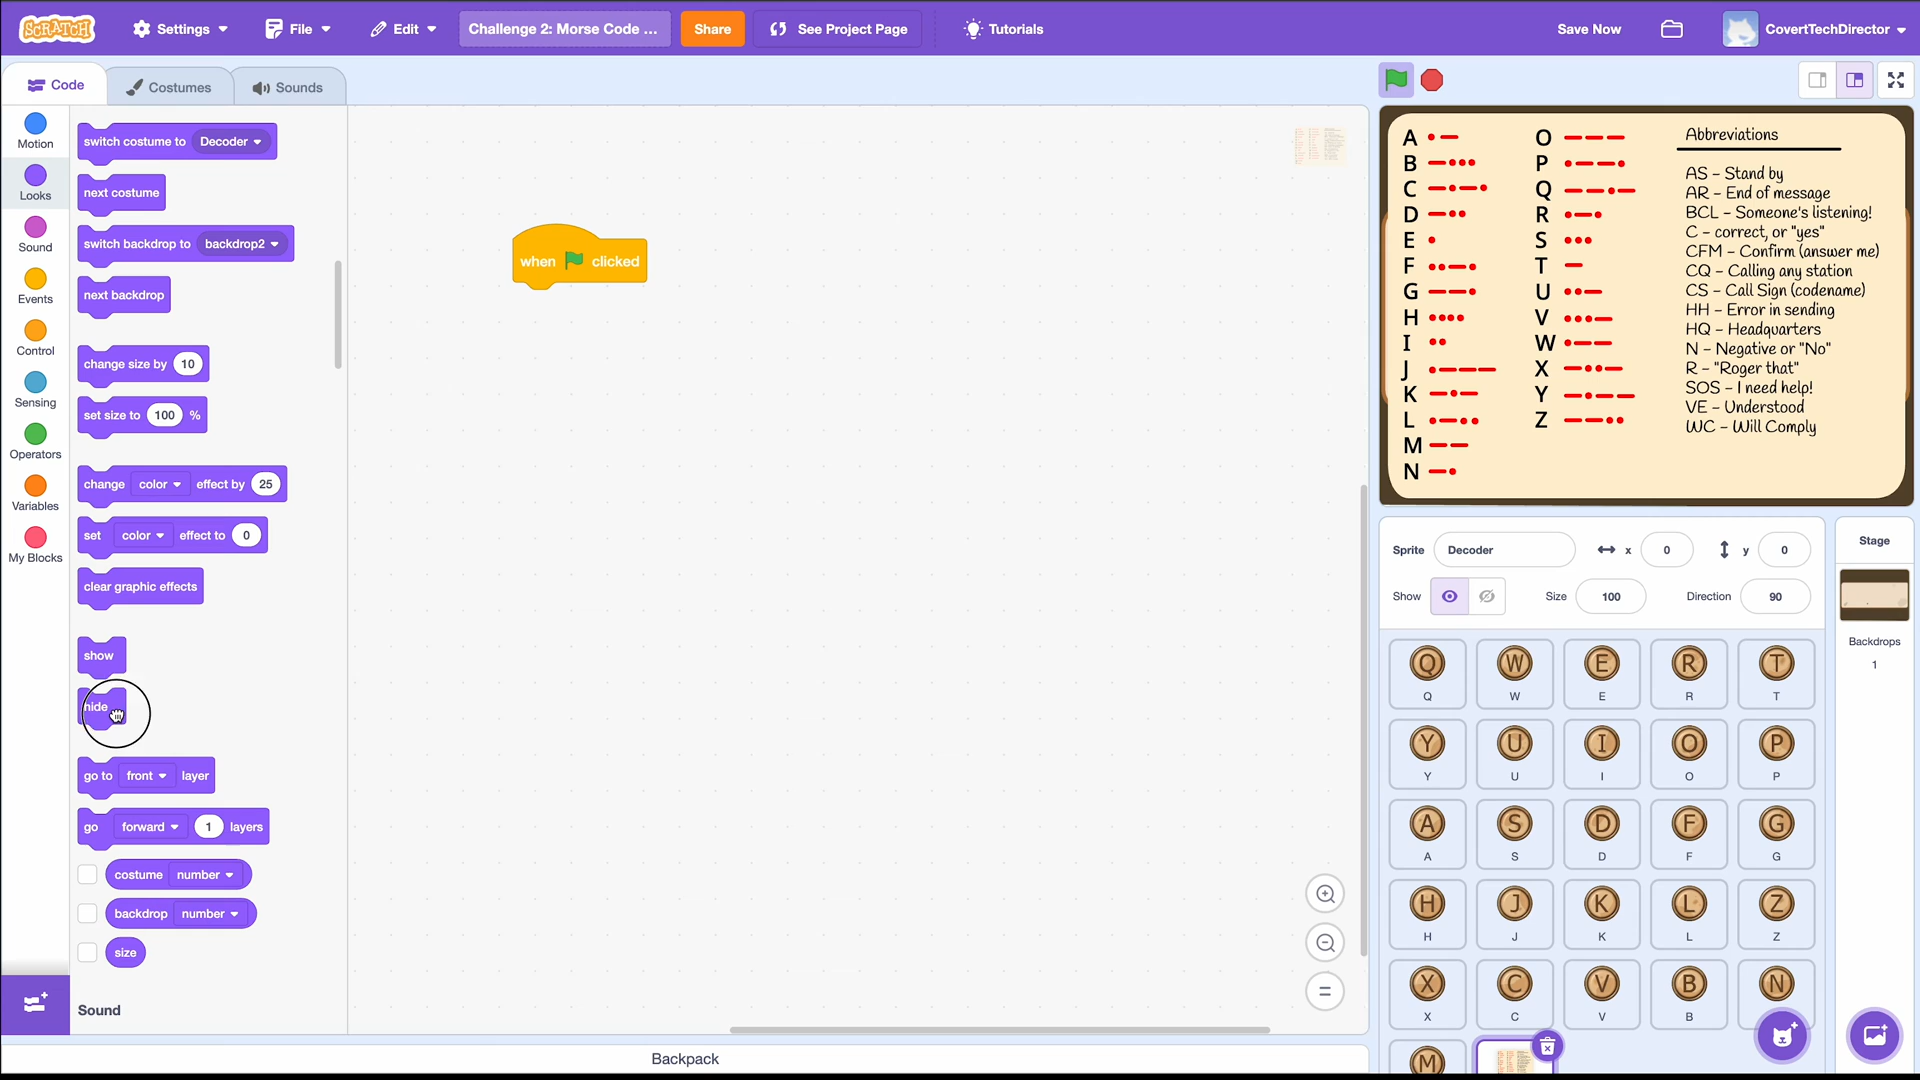 SCRATCH Settings File Edit Challenge 2: Morse Code ... Share See Project Page Tutorials Save Now CovertTechDirector
Code Costumes Sounds
Motion
Looks
Sound
Events
Control
Sensing
Operators
Variables
My Blocks
switch costume to Decoder
next costume
switch backdrop to backdrop2
next backdrop
change size by 10
set size to 100 %
change color effect by 25
set color effect to 0
clear graphic effects
show
hide
go to front layer
go forward 1 layers
costume number
backdrop number
size
Sound
when clicked
Backpack
A
B
C
D
E
F
G
H
I
J
K
L
M
N
O
P
Q
R
S
T
U
V
W
X
Y
Z
Abbreviations
AS - Stand by
AR - End of message
BCL - Someone's listening!
C - correct, or "yes"
CFM - Confirm (answer me)
CQ - Calling any station
CS - Call Sign (codename)
HH - Error in sending
HQ - Headquarters
N - Negative or "No"
R - "Roger that"
SOS - I need help!
VE - Understood
WC - Will Comply
Sprite Decoder x 0 y 0
Show Size 100 Direction 90
Q W E R T
Q W E R T
Y U I O P
Y U I O P
A S D F G
A S D F G
H J K L Z
H J K L Z
X C V B N
X C V B
M
Stage
Backdrops
1